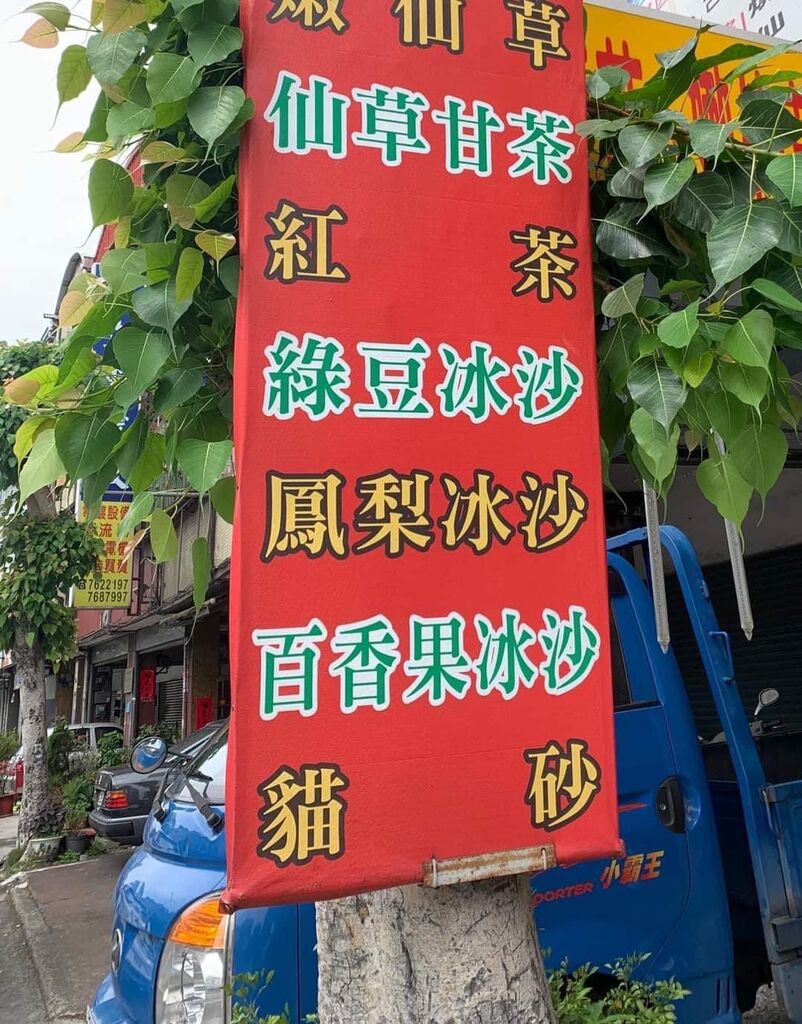 嫩仙草
仙草甘茶
紅茶
綠豆冰沙
鳳梨冰沙
百香果冰沙
貓砂
7622197
7687997
PORTER 小霸王